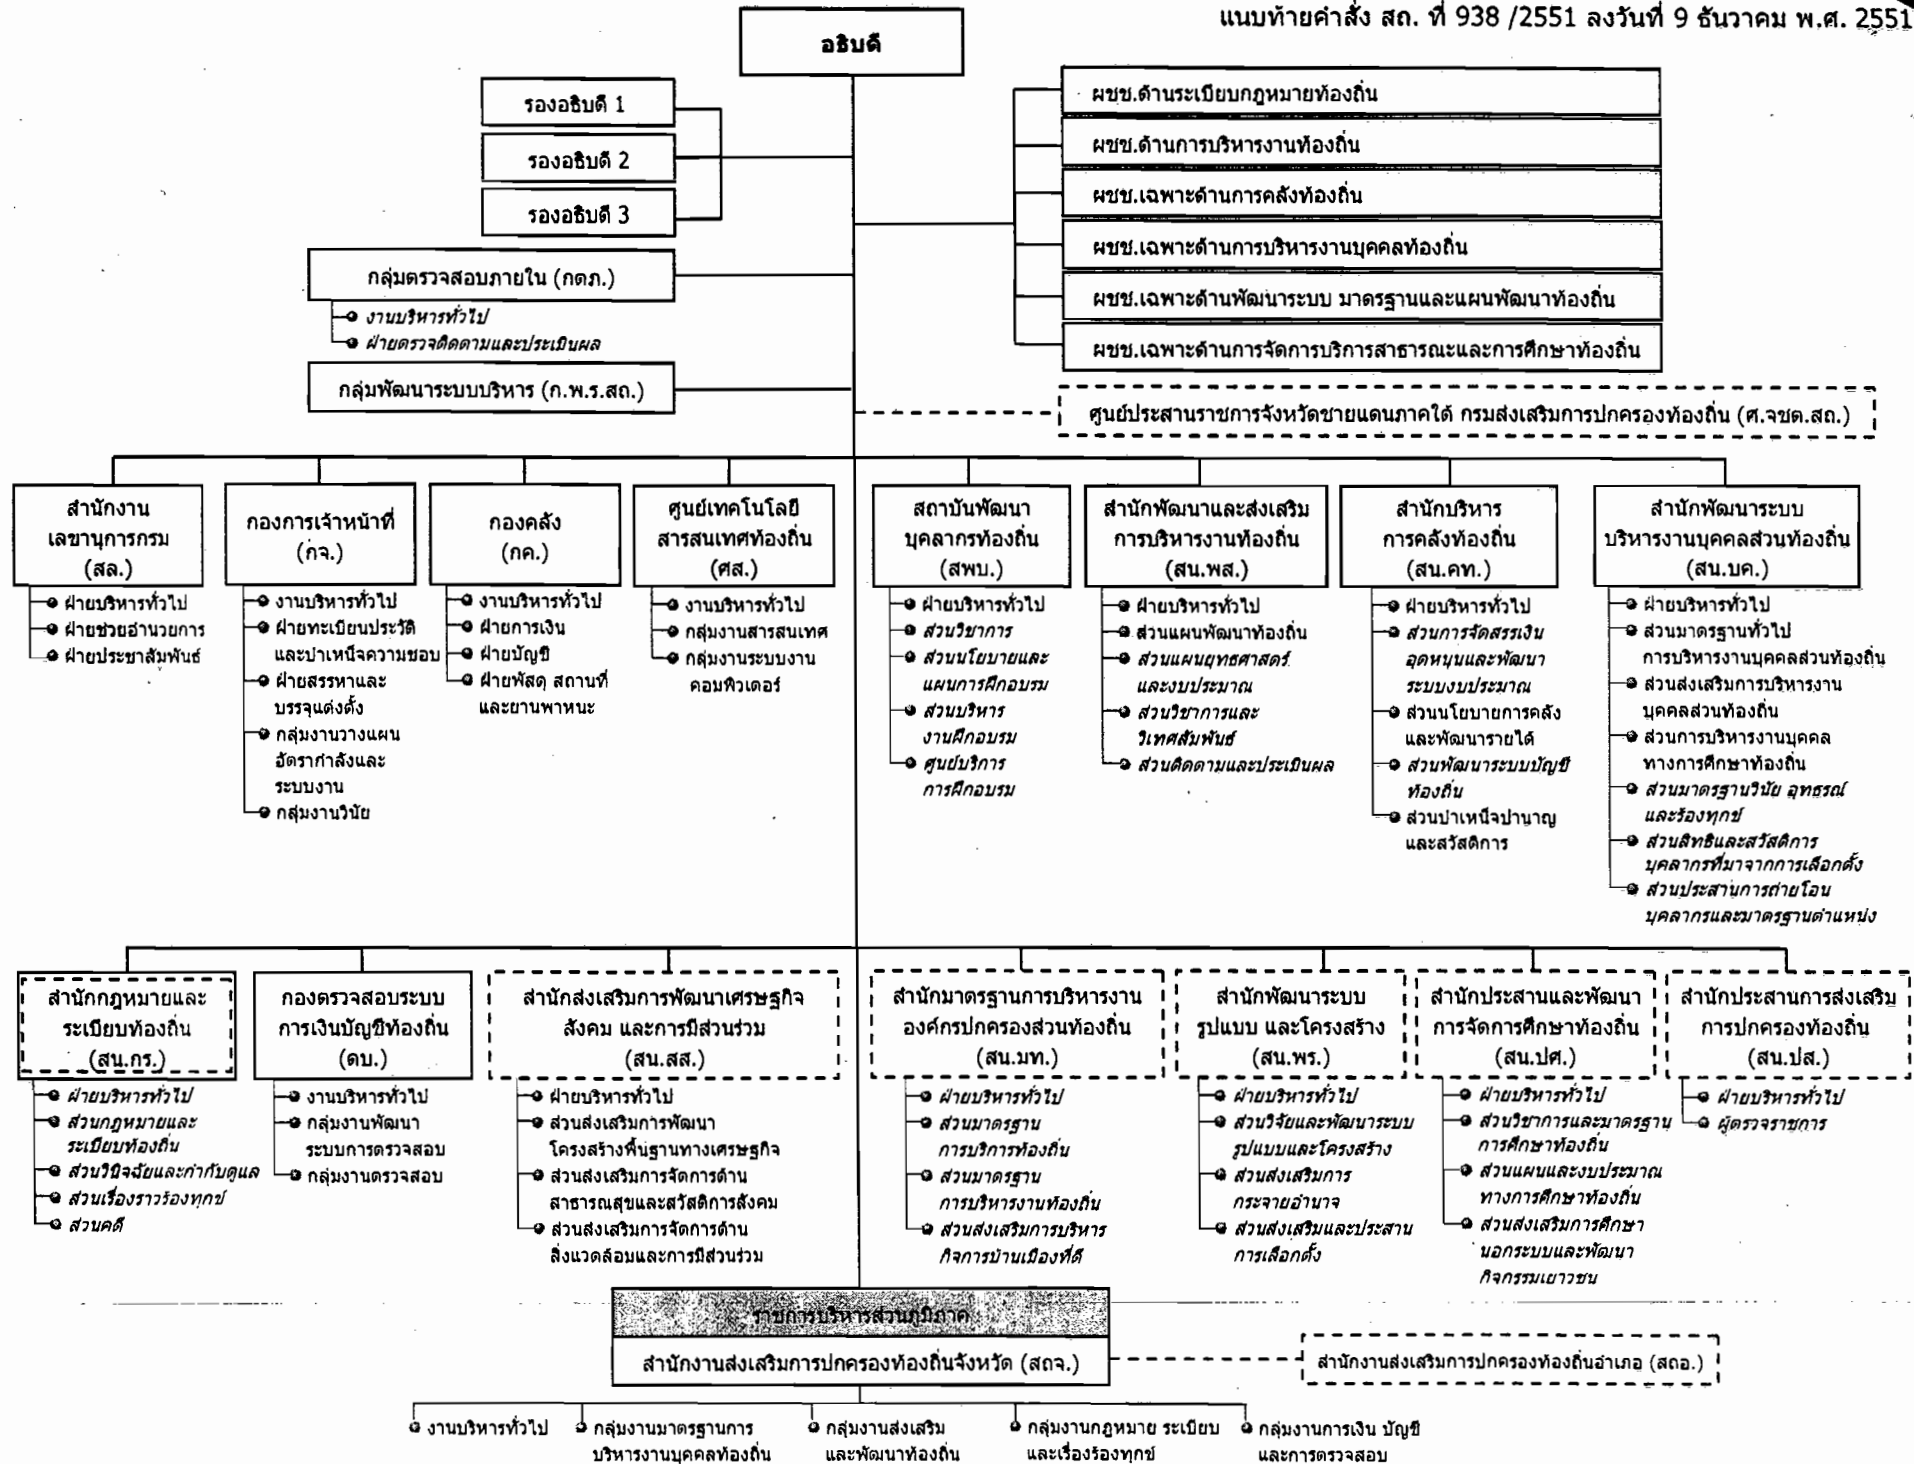 แนบท้ายคำสั่ง สถ. ที่ 938 /2551 ลงวันที่ 9 ธันวาคม พ.ศ. 2551
อธิบดี
รองอธิบดี 1
รองอธิบดี 2
รองอธิบดี 3
ผชช.ด้านระเบียบกฎหมายท้องถิ่น
ผชช.ด้านการบริหารงานท้องถิ่น
ผชช.เฉพาะด้านการคลังท้องถิ่น
ผชช.เฉพาะด้านการบริหารงานบุคคลท้องถิ่น
ผชช.เฉพาะด้านพัฒนาระบบ มาตรฐานและแผนพัฒนาท้องถิ่น
ผชช.เฉพาะด้านการจัดการบริการสาธารณะและการศึกษาท้องถิ่น
กลุ่มตรวจสอบภายใน (กตภ.)
งานบริหารทั่วไป
ฝ่ายตรวจติดตามและประเมินผล
กลุ่มพัฒนาระบบบริหาร (ก.พ.ร.สถ.)
ศูนย์ประสานราชการจังหวัดชายแดนภาคใต้ กรมส่งเสริมการปกครองท้องถิ่น (ศ.จชต.สถ.)
สำนักงาน
เลขานุการกรม
(สล.)
ฝ่ายบริหารทั่วไป
ฝ่ายช่วยอำนวยการ
ฝ่ายประชาสัมพันธ์
กองการเจ้าหน้าที่
(กจ.)
งานบริหารทั่วไป
ฝ่ายทะเบียนประวัติ
และบำเหน็จความชอบ
ฝ่ายสรรหาและ
บรรจุแต่งตั้ง
กลุ่มงานวางแผน
อัตรากำลังและ
ระบบงาน
กลุ่มงานวินัย
กองคลัง
(กค.)
งานบริหารทั่วไป
ฝ่ายการเงิน
ฝ่ายบัญชี
ฝ่ายพัสดุ สถานที่
และยานพาหนะ
ศูนย์เทคโนโลยี
สารสนเทศท้องถิ่น
(ศส.)
งานบริหารทั่วไป
กลุ่มงานสารสนเทศ
กลุ่มงานระบบงาน
คอมพิวเตอร์
สถาบันพัฒนา
บุคลากรท้องถิ่น
(สพบ.)
ฝ่ายบริหารทั่วไป
ส่วนวิชาการ
ส่วนนโยบายและ
แผนการฝึกอบรม
ส่วนบริหาร
งานฝึกอบรม
ศูนย์บริการ
การฝึกอบรม
สำนักพัฒนาและส่งเสริม
การบริหารงานท้องถิ่น
(สน.พส.)
ฝ่ายบริหารทั่วไป
ส่วนแผนพัฒนาท้องถิ่น
ส่วนแผนยุทธศาสตร์
และงบประมาณ
ส่วนวิชาการและ
วิเทศสัมพันธ์
ส่วนติดตามและประเมินผล
สำนักบริหาร
การคลังท้องถิ่น
(สน.คท.)
ฝ่ายบริหารทั่วไป
ส่วนการจัดสรรเงิน
อุดหนุนและพัฒนา
ระบบงบประมาณ
ส่วนนโยบายการคลัง
และพัฒนารายได้
ส่วนพัฒนาระบบบัญชี
ท้องถิ่น
ส่วนบำเหน็จบำนาญ
และสวัสดิการ
สำนักพัฒนาระบบ
บริหารงานบุคคลส่วนท้องถิ่น
(สน.บค.)
ฝ่ายบริหารทั่วไป
ส่วนมาตรฐานทั่วไป
การบริหารงานบุคคลส่วนท้องถิ่น
ส่วนส่งเสริมการบริหารงาน
บุคคลส่วนท้องถิ่น
ส่วนการบริหารงานบุคคล
ทางการศึกษาท้องถิ่น
ส่วนมาตรฐานวินัย อุทธรณ์
และร้องทุกข์
ส่วนสิทธิและสวัสดิการ
บุคลากรที่มาจากการเลือกตั้ง
ส่วนประสานการถ่ายโอน
บุคลากรและมาตรฐานตำแหน่ง
สำนักกฎหมายและ
ระเบียบท้องถิ่น
(สน.กร.)
ฝ่ายบริหารทั่วไป
ส่วนกฎหมายและ
ระเบียบท้องถิ่น
ส่วนวินิจฉัยและกำกับดูแล
ส่วนเรื่องราวร้องทุกข์
ส่วนคดี
กองตรวจสอบระบบ
การเงินบัญชีท้องถิ่น
(ตบ.)
งานบริหารทั่วไป
กลุ่มงานพัฒนา
ระบบการตรวจสอบ
กลุ่มงานตรวจสอบ
สำนักส่งเสริมการพัฒนาเศรษฐกิจ
สังคม และการมีส่วนร่วม
(สน.สส.)
ฝ่ายบริหารทั่วไป
ส่วนส่งเสริมการพัฒนา
โครงสร้างพื้นฐานทางเศรษฐกิจ
ส่วนส่งเสริมการจัดการด้าน
สาธารณสุขและสวัสดิการสังคม
ส่วนส่งเสริมการจัดการด้าน
สิ่งแวดล้อมและการมีส่วนร่วม
สำนักมาตรฐานการบริหารงาน
องค์กรปกครองส่วนท้องถิ่น
(สน.มท.)
ฝ่ายบริหารทั่วไป
ส่วนมาตรฐาน
การบริการท้องถิ่น
ส่วนมาตรฐาน
การบริหารงานท้องถิ่น
ส่วนส่งเสริมการบริหาร
กิจการบ้านเมืองที่ดี
สำนักพัฒนาระบบ
รูปแบบ และโครงสร้าง
(สน.พร.)
ฝ่ายบริหารทั่วไป
ส่วนวิจัยและพัฒนาระบบ
รูปแบบและโครงสร้าง
ส่วนส่งเสริมการ
กระจายอำนาจ
ส่วนส่งเสริมและประสาน
การเลือกตั้ง
สำนักประสานและพัฒนา
การจัดการศึกษาท้องถิ่น
(สน.ปศ.)
ฝ่ายบริหารทั่วไป
ส่วนวิชาการและมาตรฐาน
การศึกษาท้องถิ่น
ส่วนแผนและงบประมาณ
ทางการศึกษาท้องถิ่น
ส่วนส่งเสริมการศึกษา
นอกระบบและพัฒนา
กิจกรรมเยาวชน
สำนักประสานการส่งเสริม
การปกครองท้องถิ่น
(สน.ปส.)
ฝ่ายบริหารทั่วไป
ผู้ตรวจราชการ
ราชการบริหารส่วนภูมิภาค
สำนักงานส่งเสริมการปกครองท้องถิ่นจังหวัด (สถจ.)
สำนักงานส่งเสริมการปกครองท้องถิ่นอำเภอ (สถอ.)
งานบริหารทั่วไป
กลุ่มงานมาตรฐานการ
บริหารงานบุคคลท้องถิ่น
กลุ่มงานส่งเสริม
และพัฒนาท้องถิ่น
กลุ่มงานกฎหมาย ระเบียบ
และเรื่องร้องทุกข์
กลุ่มงานการเงิน บัญชี
และการตรวจสอบ